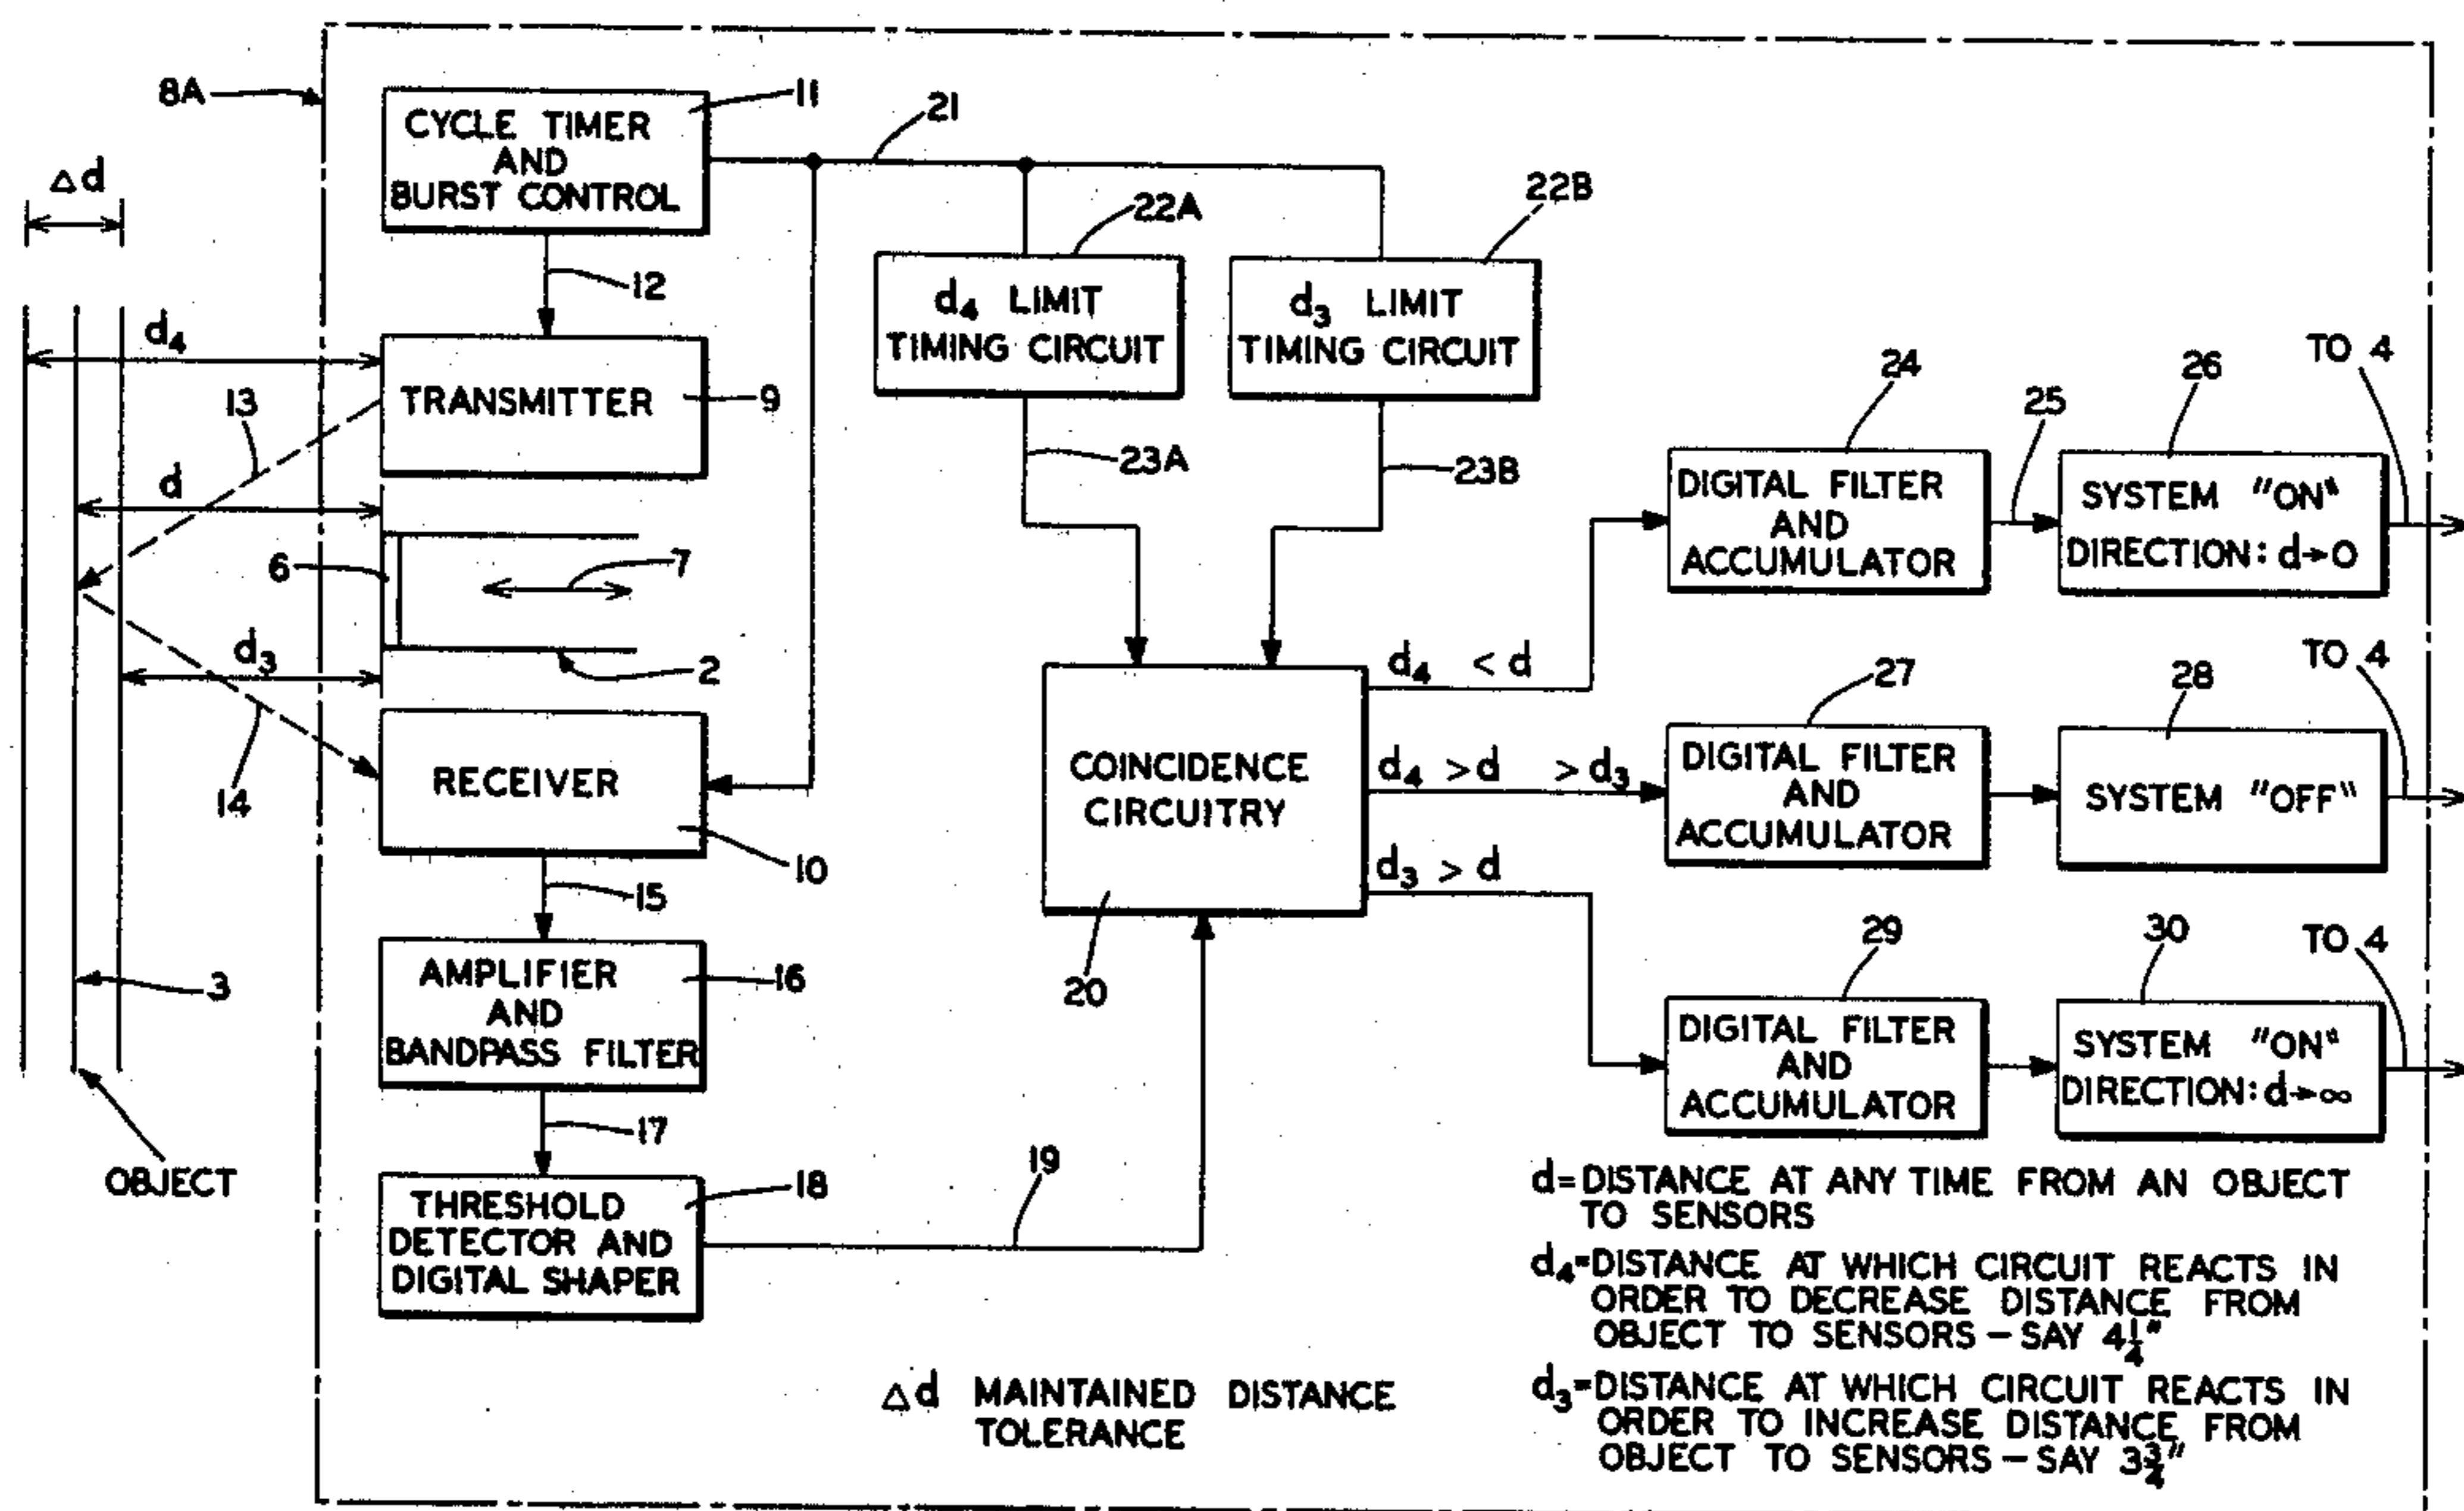 8A
CYCLE TIMER
AND
BURST CONTROL
11
21
Δd
22A
22B
12
d₄ LIMIT
TIMING CIRCUIT
d₃ LIMIT
TIMING CIRCUIT
d₄
TRANSMITTER
9
13
23A
23B
24
25
26
TO 4
DIGITAL FILTER
AND
ACCUMULATOR
SYSTEM "ON"
DIRECTION: d→0
d
6
7
2
d₃
d₄ < d
27
28
TO 4
RECEIVER
14
10
COINCIDENCE
CIRCUITRY
20
d₄ > d > d₃
DIGITAL FILTER
AND
ACCUMULATOR
SYSTEM "OFF"
d₃ > d
15
29
30
TO 4
AMPLIFIER
AND
BANDPASS FILTER
16
3
DIGITAL FILTER
AND
ACCUMULATOR
SYSTEM "ON"
DIRECTION: d→∞
17
OBJECT
THRESHOLD
DETECTOR AND
DIGITAL SHAPER
18
19
d=DISTANCE AT ANY TIME FROM AN OBJECT
TO SENSORS
d₄=DISTANCE AT WHICH CIRCUIT REACTS IN
ORDER TO DECREASE DISTANCE FROM
OBJECT TO SENSORS – SAY 4¼"
d₃=DISTANCE AT WHICH CIRCUIT REACTS IN
ORDER TO INCREASE DISTANCE FROM
OBJECT TO SENSORS – SAY 3¾"
Δd MAINTAINED DISTANCE
TOLERANCE